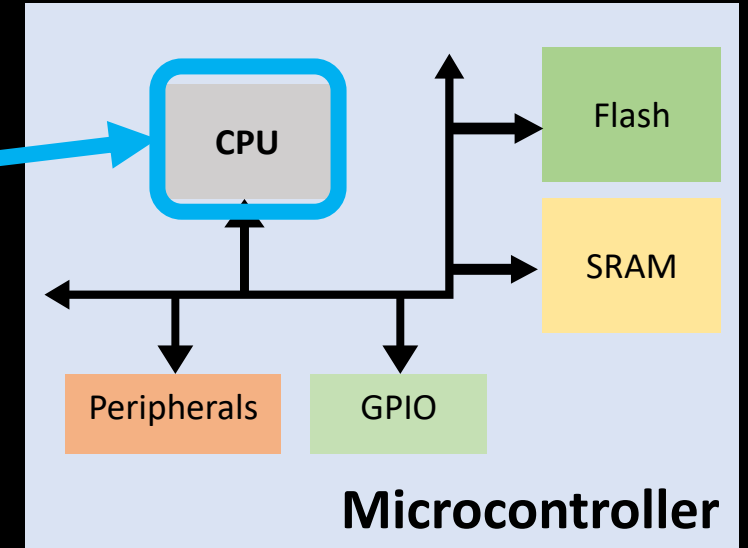 CPU
Flash
SRAM
Peripherals
GPIO
Microcontroller